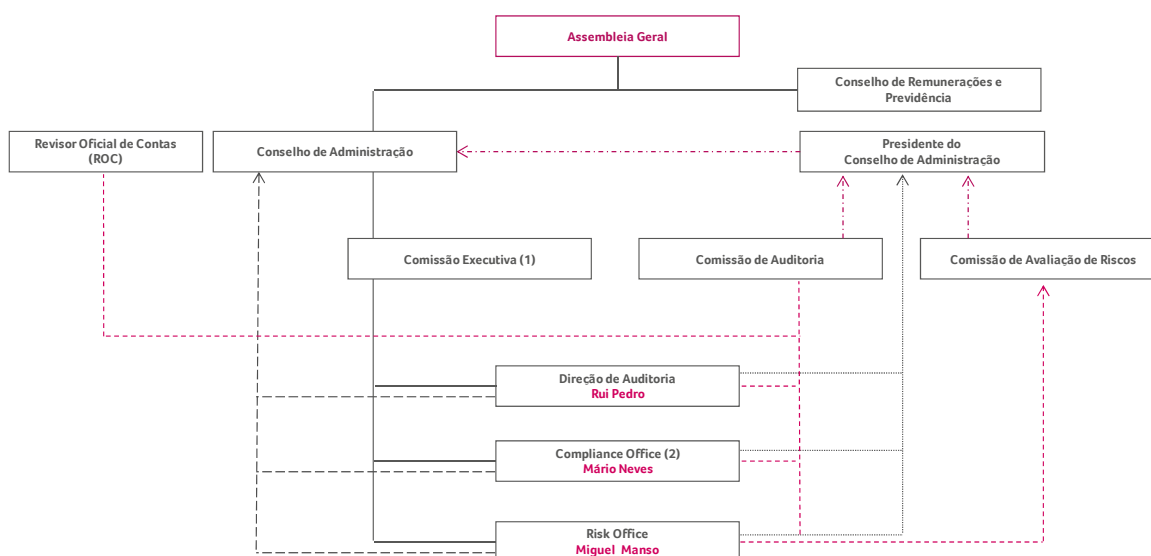 Assembleia Geral
Conselho de Remunerações e
Previdência
Revisor Oficial de Contas
(ROC)
Conselho de Administração
Presidente do
Conselho de Administração
Comissão Executiva (1)
Comissão de Auditoria
Comissão de Avaliação de Riscos
Direção de Auditoria
Rui Pedro
Compliance Office (2)
Mário Neves
Risk Office
Miguel Manso